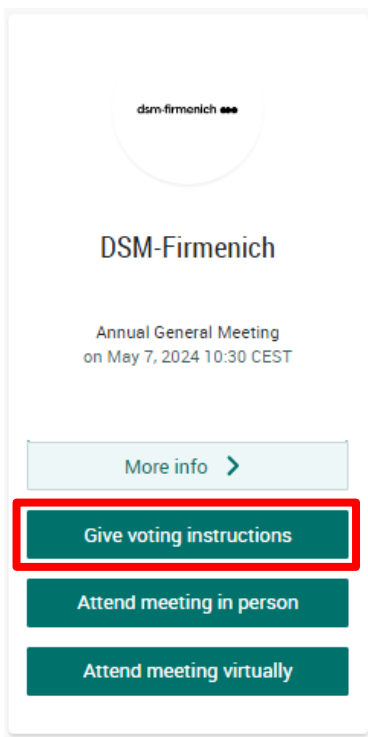 dsm-firmenich
DSM-Firmenich
Annual General Meeting
on May 7, 2024 10:30 CEST
More info
Give voting instructions
Attend meeting in person
Attend meeting virtually